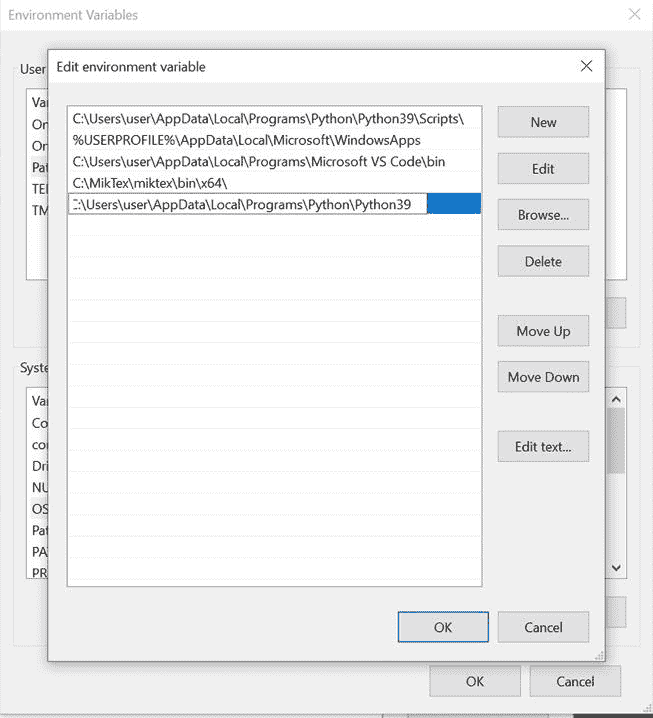 Environment Variables
User
Edit environment variable
Va
On
On
Pat
TE
TM
C:\Users\user\AppData\Local\Programs\Python\Python39\Scripts\
%USERPROFILE%\AppData\Local\Microsoft\WindowsApps
C:\Users\user\AppData\Local\Programs\Microsoft VS Code\bin
C:\MikTex\miktex\bin\x64\
C:\Users\user\AppData\Local\Programs\Python\Python39
New
Edit
Browse...
Delete
Move Up
Move Down
Edit text...
Syste
Va
Co
co
Dri
NU
OS
Pat
PA
PR
OK
Cancel
OK
Cancel